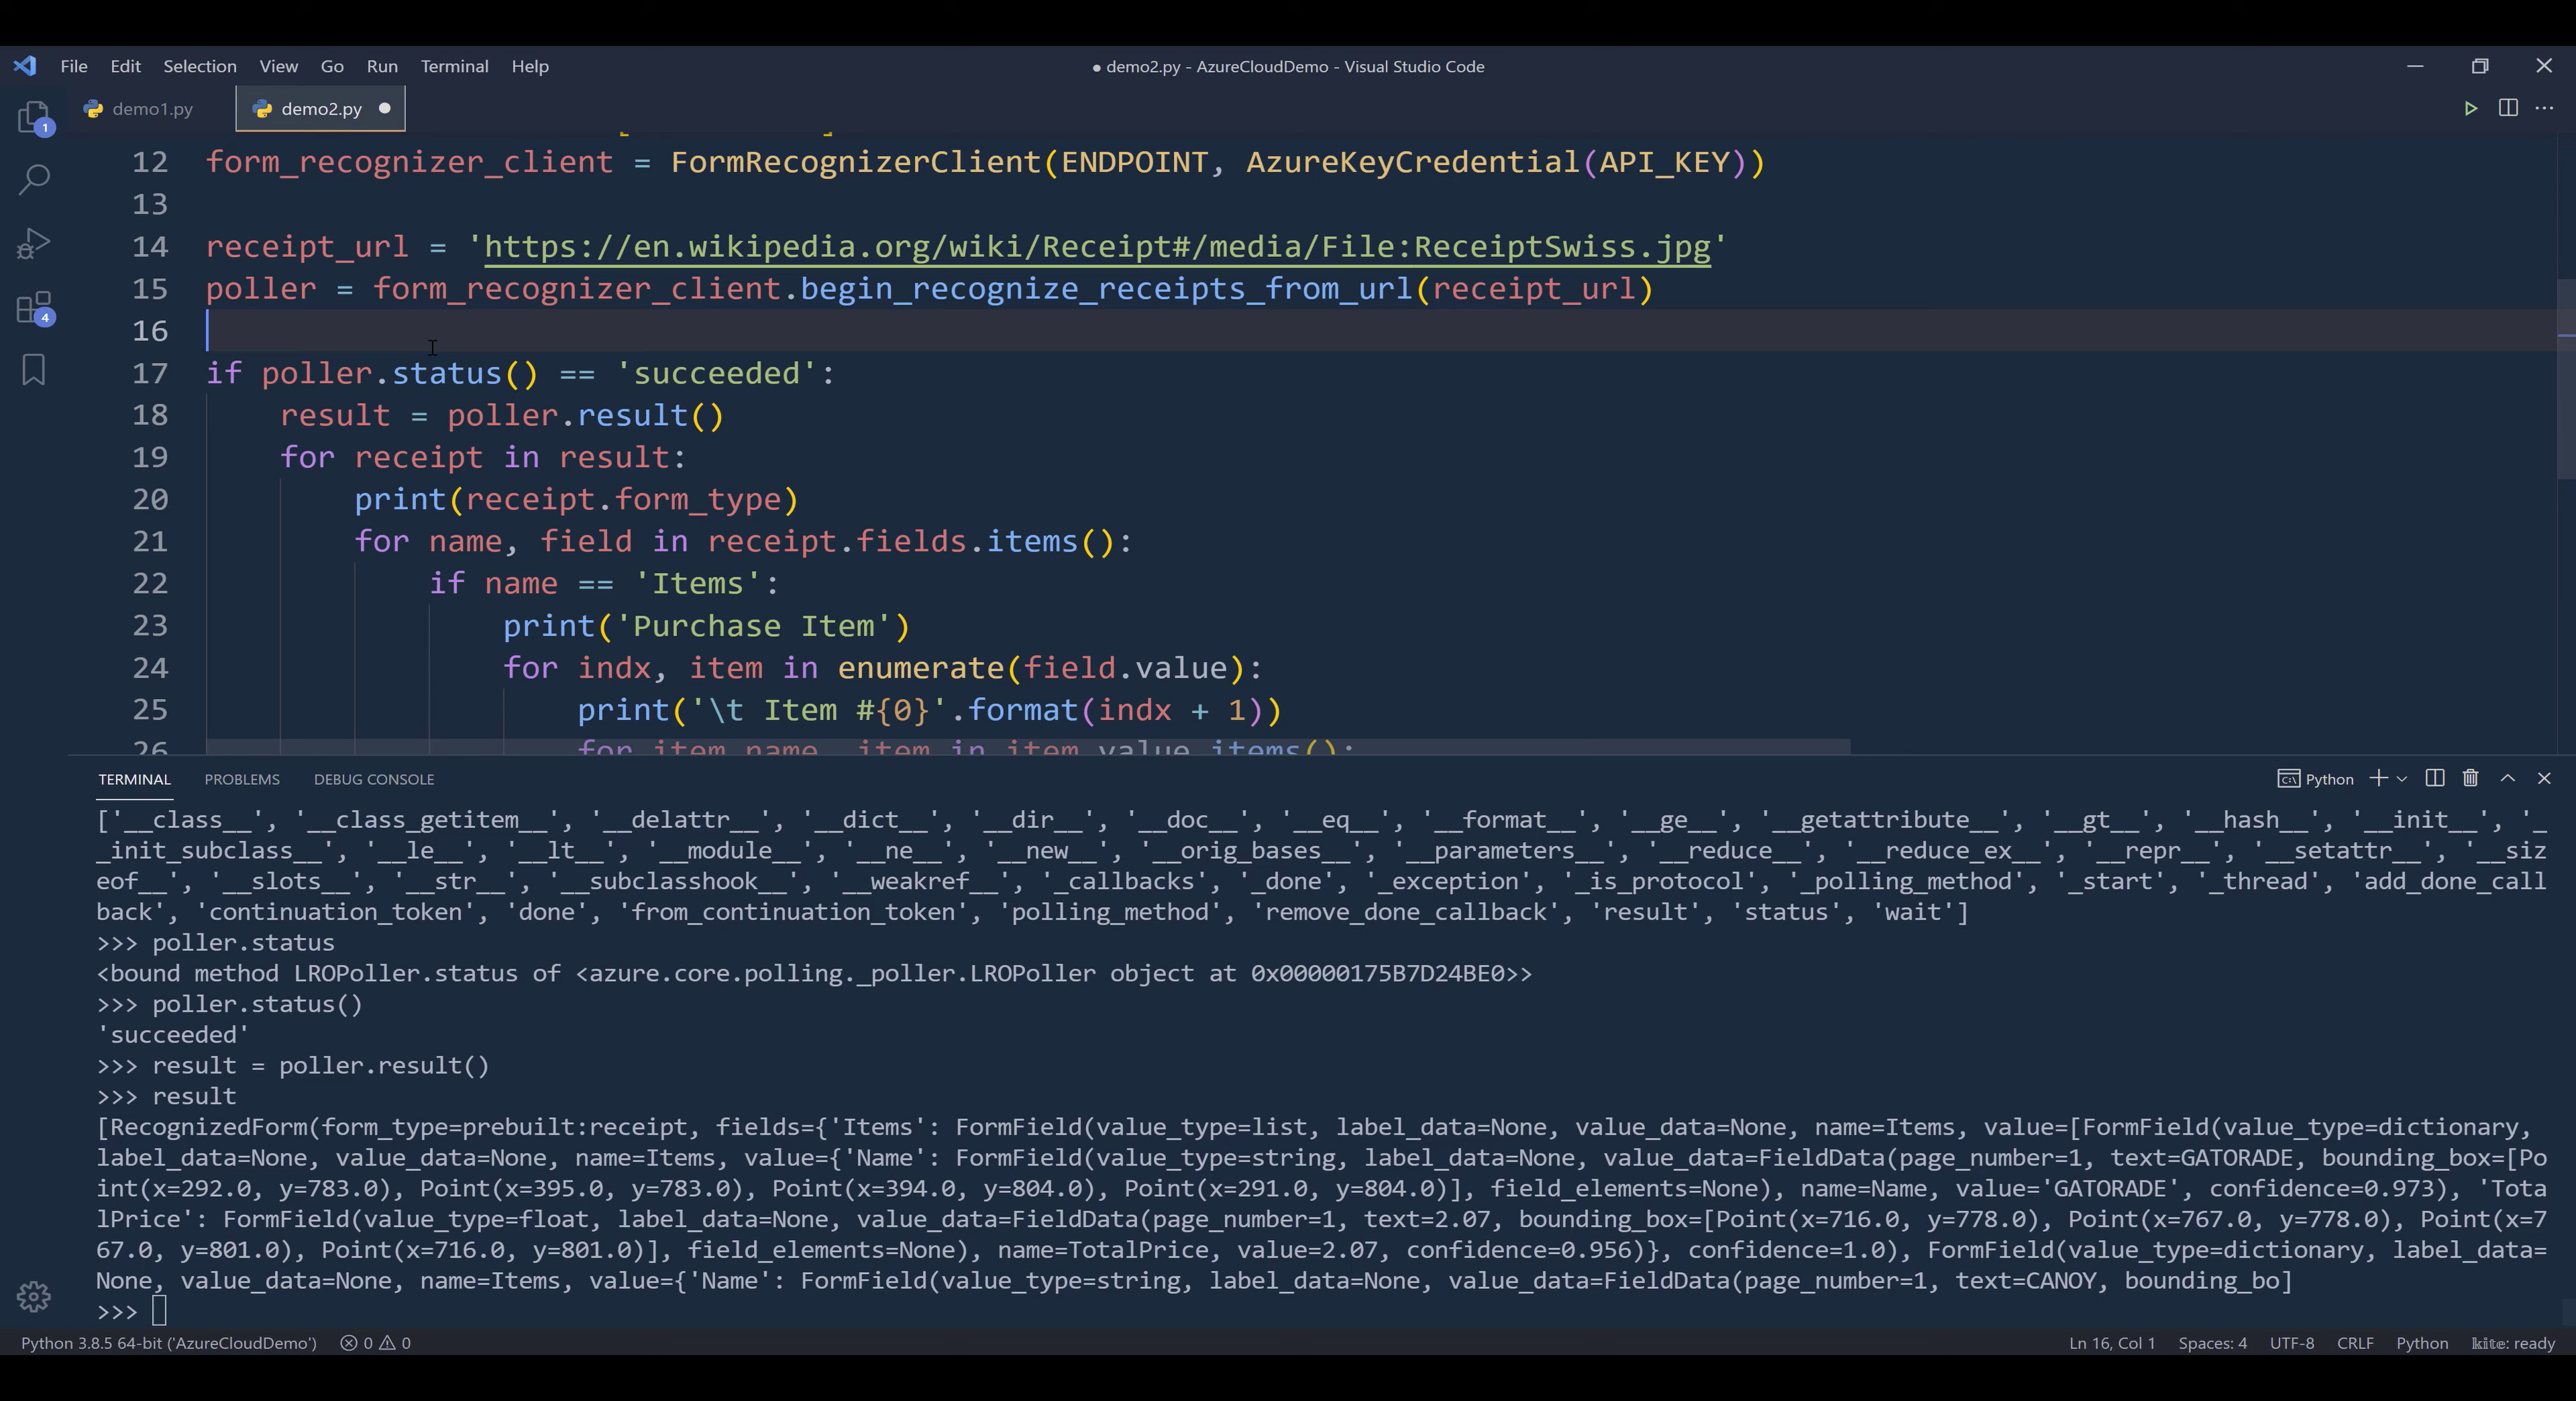 File Edit Selection View Go Run Terminal Help
● demo2.py - AzureCloudDemo - Visual Studio Code
demo1.py
demo2.py ●
1
4
12 form_recognizer_client = FormRecognizerClient(ENDPOINT, AzureKeyCredential(API_KEY))
13
14 receipt_url = 'https://en.wikipedia.org/wiki/Receipt#/media/File:ReceiptSwiss.jpg'
15 poller = form_recognizer_client.begin_recognize_receipts_from_url(receipt_url)
16
17 if poller.status() == 'succeeded':
18     result = poller.result()
19     for receipt in result:
20         print(receipt.form_type)
21         for name, field in receipt.fields.items():
22             if name == 'Items':
23                 print('Purchase Item')
24                 for indx, item in enumerate(field.value):
25                     print('\t Item #{0}'.format(indx + 1))
26                     for item_name, item in item.value.items():
TERMINAL PROBLEMS DEBUG CONSOLE
Python
['__class__', '__class_getitem__', '__delattr__', '__dict__', '__dir__', '__doc__', '__eq__', '__format__', '__ge__', '__getattribute__', '__gt__', '__hash__', '__init__', '_
_init_subclass__', '__le__', '__lt__', '__module__', '__ne__', '__new__', '__orig_bases__', '__parameters__', '__reduce__', '__reduce_ex__', '__repr__', '__setattr__', '__siz
eof__', '__slots__', '__str__', '__subclasshook__', '__weakref__', '_callbacks', '_done', '_exception', '_is_protocol', '_polling_method', '_start', '_thread', 'add_done_call
back', 'continuation_token', 'done', 'from_continuation_token', 'polling_method', 'remove_done_callback', 'result', 'status', 'wait']
>>> poller.status
<bound method LROPoller.status of <azure.core.polling._poller.LROPoller object at 0x00000175B7D24BE0>>
>>> poller.status()
'succeeded'
>>> result = poller.result()
>>> result
[RecognizedForm(form_type=prebuilt:receipt, fields={'Items': FormField(value_type=list, label_data=None, value_data=None, name=Items, value=[FormField(value_type=dictionary,
label_data=None, value_data=None, name=Items, value={'Name': FormField(value_type=string, label_data=None, value_data=FieldData(page_number=1, text=GATORADE, bounding_box=[Po
int(x=292.0, y=783.0), Point(x=395.0, y=783.0), Point(x=394.0, y=804.0), Point(x=291.0, y=804.0)], field_elements=None), name=Name, value='GATORADE', confidence=0.973), 'Tota
lPrice': FormField(value_type=float, label_data=None, value_data=FieldData(page_number=1, text=2.07, bounding_box=[Point(x=716.0, y=778.0), Point(x=767.0, y=778.0), Point(x=7
67.0, y=801.0), Point(x=716.0, y=801.0)], field_elements=None), name=TotalPrice, value=2.07, confidence=0.956)}, confidence=1.0), FormField(value_type=dictionary, label_data=
None, value_data=None, name=Items, value={'Name': FormField(value_type=string, label_data=None, value_data=FieldData(page_number=1, text=CANOY, bounding_bo]
>>>
Python 3.8.5 64-bit ('AzureCloudDemo') 0 0
Ln 16, Col 1 Spaces: 4 UTF-8 CRLF Python kite: ready